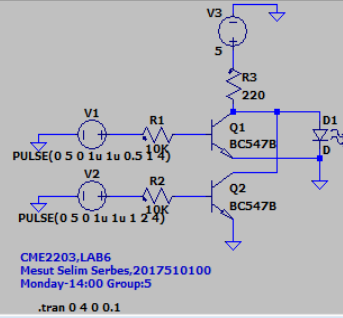 V3
5
R3
220
V1
R1
Q1
D1
10K
BC547B
D
PULSE(0 5 0 1u 1u 0.5 1 4)
V2
R2
Q2
10K
BC547B
PULSE(0 5 0 1u 1u 1 2 4)
CME2203,LAB6
Mesut Selim Serbes,2017510100
Monday-14:00 Group:5
.tran 0 4 0 0.1